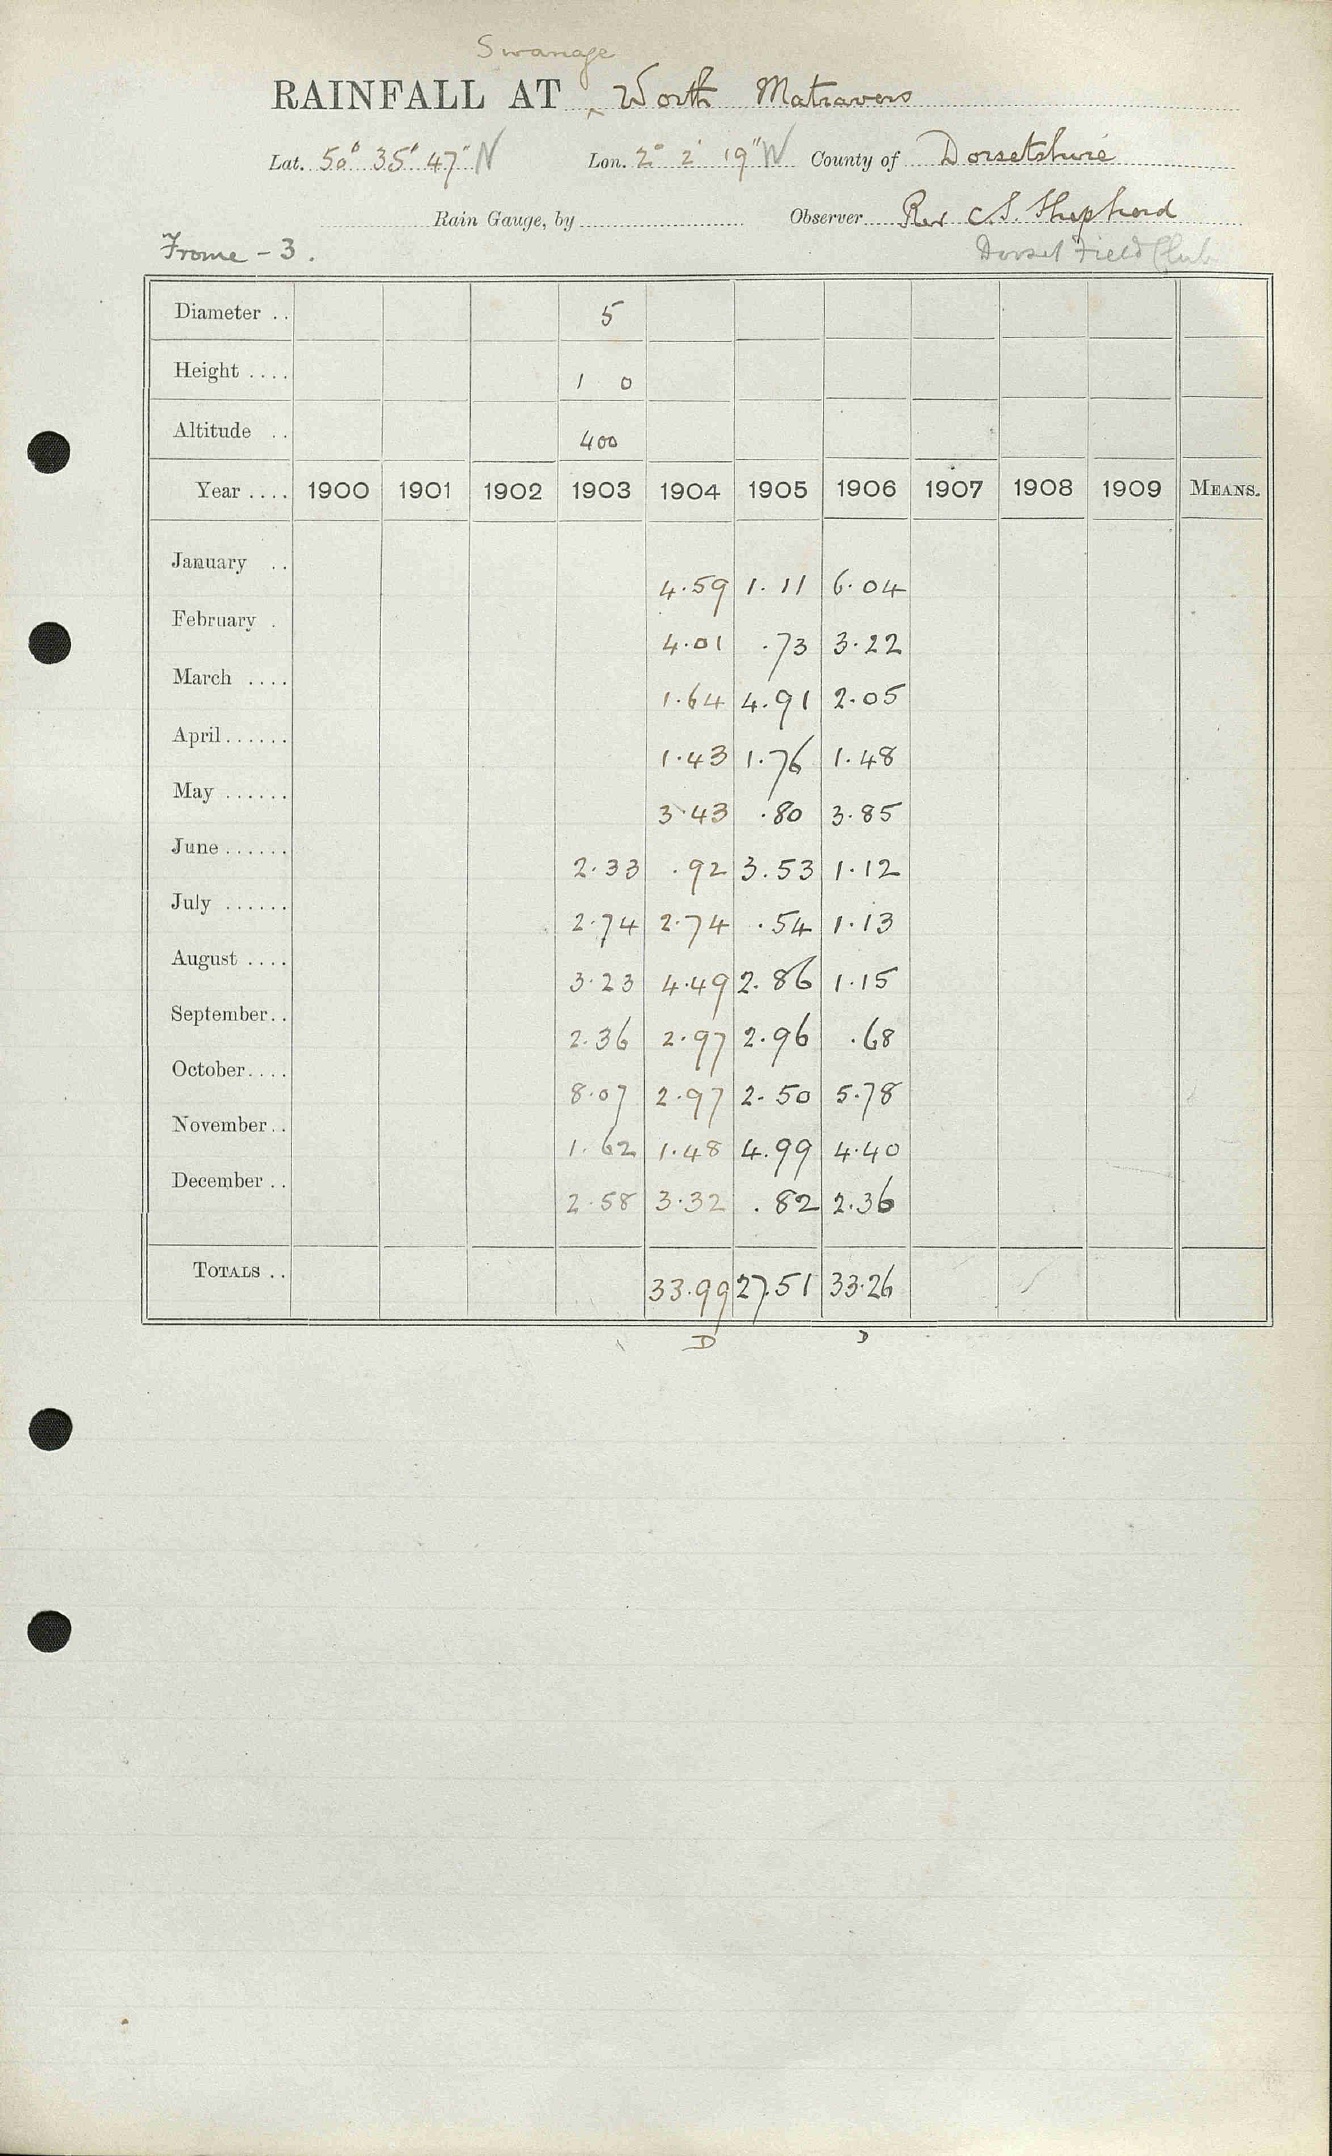 Swanage
RAINFALL AT Worth Matravers
Lat. 50° 35' 47" N Lon. 2° 2' 19" W County of Dorsetshire
Rain Gauge, by Observer Rev C.S. Shepherd
Frome - 3. Dorset Field Club
Diameter .. 5
Height .... 1 0
Altitude .. 400
Year .... 1900 1901 1902 1903 1904 1905 1906 1907 1908 1909 MEANS.
January .. 4.59 1.11 6.04
February . 4.01 .73 3.22
March .... 1.64 4.91 2.05
April...... 1.43 1.76 1.48
May ...... 3.43 .80 3.85
June ...... 2.33 .92 3.53 1.12
July ...... 2.74 2.74 .54 1.13
August .... 3.23 4.49 2.86 1.15
September.. 2.36 2.97 2.96 .68
October.... 8.07 2.97 2.50 5.78
November.. 1.62 1.48 4.99 4.40
December .. 2.58 3.32 .82 2.36
TOTALS .. 33.99 27.51 33.26
D D